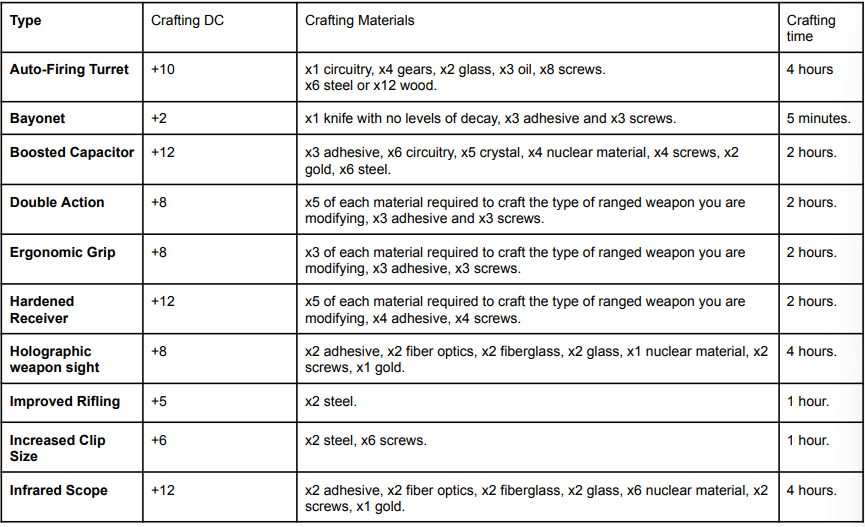 Type Crafting DC Crafting Materials Crafting
time
Auto-Firing Turret +10 x1 circuitry, x4 gears, x2 glass, x3 oil, x8 screws. 4 hours
x6 steel or x12 wood.
Bayonet +2 x1 knife with no levels of decay, x3 adhesive and x3 screws. 5 minutes.
Boosted Capacitor +12 x3 adhesive, x6 circuitry, x5 crystal, x4 nuclear material, x4 screws, x2 2 hours.
gold, x6 steel.
Double Action +8 x5 of each material required to craft the type of ranged weapon you are 2 hours.
modifying, x3 adhesive and x3 screws.
Ergonomic Grip +8 x3 of each material required to craft the type of ranged weapon you are 2 hours.
modifying, x3 adhesive, x3 screws.
Hardened +12 x5 of each material required to craft the type of ranged weapon you are 2 hours.
Receiver modifying, x4 adhesive, x4 screws.
Holographic +8 x2 adhesive, x2 fiber optics, x2 fiberglass, x2 glass, x1 nuclear material, x2 4 hours.
weapon sight screws, x1 gold.
Improved Rifling +5 x2 steel. 1 hour.
Increased Clip +6 x2 steel, x6 screws. 1 hour.
Size
Infrared Scope +12 x2 adhesive, x2 fiber optics, x2 fiberglass, x2 glass, x6 nuclear material, x2 4 hours.
screws, x1 gold.